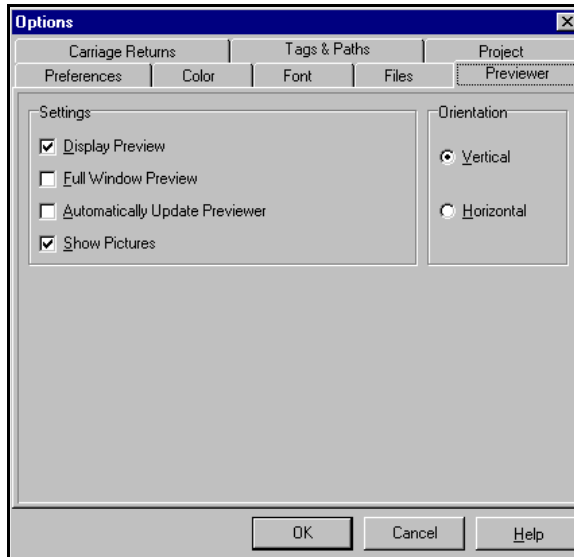 Options
Carriage Returns Tags & Paths Project
Preferences Color Font Files Previewer
Settings Orientation
Display Preview Vertical
Full Window Preview
Automatically Update Previewer Horizontal
Show Pictures
OK Cancel Help